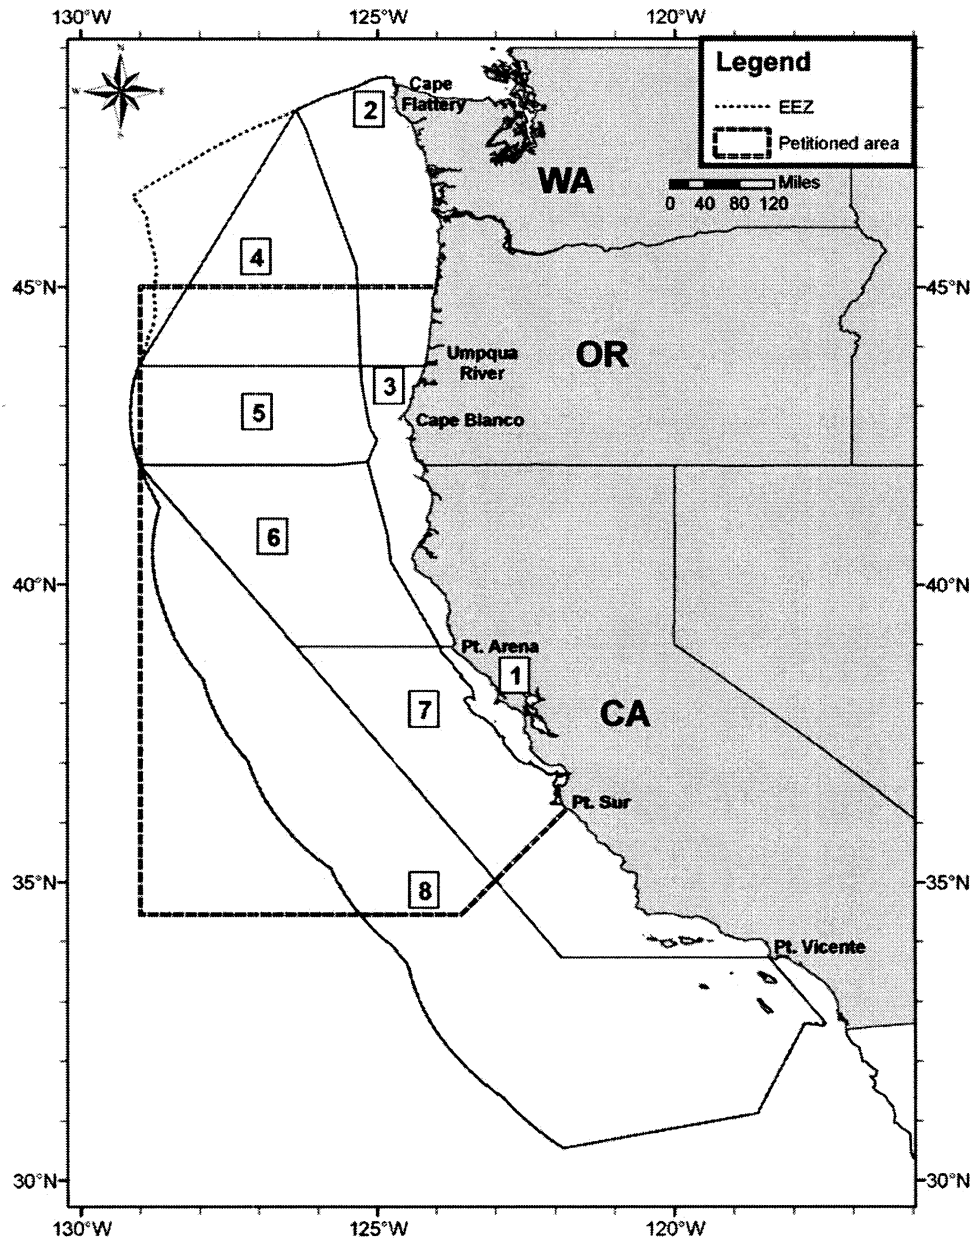 130°W 125°W 120°W
N
W E
S
Legend
EEZ
Petitioned area
Miles
0 40 80 120
Cape
Flattery
2
WA
4
45°N 45°N
Umpqua
River
OR
3
5
Cape Blanco
6
40°N 40°N
Pt. Arena
1
7
CA
Pt. Sur
35°N 35°N
8
Pt. Vicente
30°N 30°N
130°W 125°W 120°W